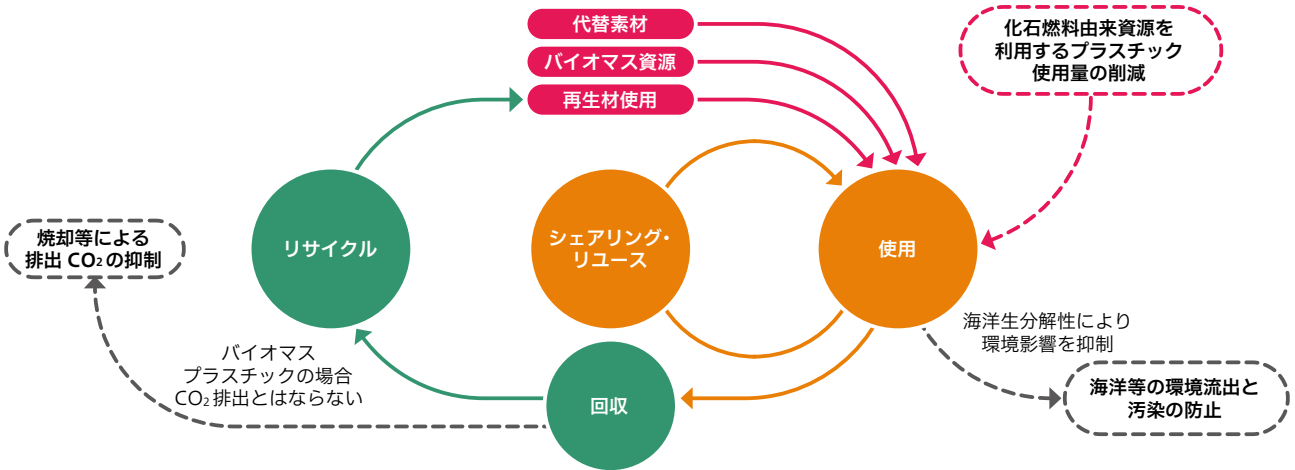 代替素材
バイオマス資源
再生材使用
化石燃料由来資源を
利用するプラスチック
使用量の削減
焼却等による
排出 CO₂の抑制
リサイクル
シェアリング・
リユース
使用
海洋生分解性により
環境影響を抑制
バイオマス
プラスチックの場合
CO₂排出とはならない
回収
海洋等の環境流出と
汚染の防止